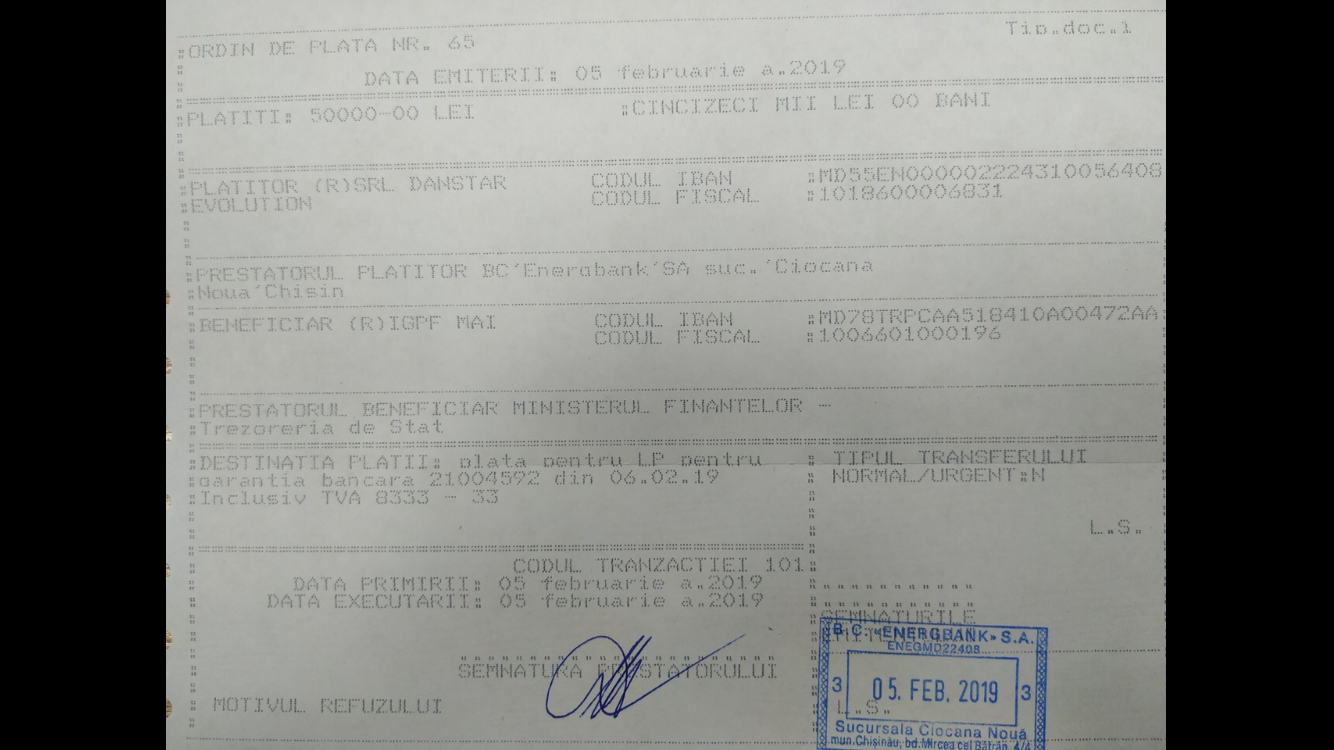 Tip.doc.1
ORDIN DE PLATA NR. 65
DATA EMITERII: 05 februarie a.2019
PLATITI: 50000-00 LEI :CINCIZECI MII LEI 00 BANI
PLATITOR (R)SRL DANSTAR CODUL IBAN :MD55EN000002224310056408
EVOLUTION CODUL FISCAL :1018600006831
PRESTATORUL PLATITOR BC'Energbank'SA suc.'Ciocana
Noua'Chisin
BENEFICIAR (R)IGPF MAI CODUL IBAN :MD78TRPCAA518410A00472AA
CODUL FISCAL :1006601000196
PRESTATORUL BENEFICIAR MINISTERUL FINANTELOR -
Trezoreria de Stat
DESTINATIA PLATII: plata pentru LP pentru : TIPUL TRANSFERULUI
garantia bancara 21004592 din 06.02.19 NORMAL/URGENT:N
Inclusiv TVA 8333 - 33
L.S.
CODUL TRANZACTIEI 101:
DATA PRIMIRII: 05 februarie a.2019
DATA EXECUTARII: 05 februarie a.2019
SEMNATURILE
B.C. «ENERGBANK» S.A.
ENEGMD22408
SEMNATURA PRESTATORULUI
3 05. FEB. 2019 3
MOTIVUL REFUZULUI
L.S.
Sucursala Ciocana Nouă
mun.Chişinău, bd.Mircea cel Bătrân, 4/4